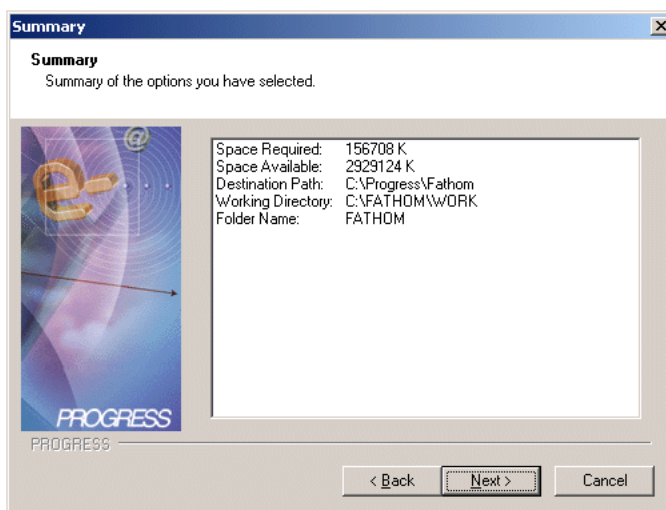 Summary
Summary
Summary of the options you have selected.
@
e-
Space Required: 156708 K
Space Available: 2929124 K
Destination Path: C:\Progress\Fathom
Working Directory: C:\FATHOM\WORK
Folder Name: FATHOM
PROGRESS
PROGRESS
< Back Next > Cancel